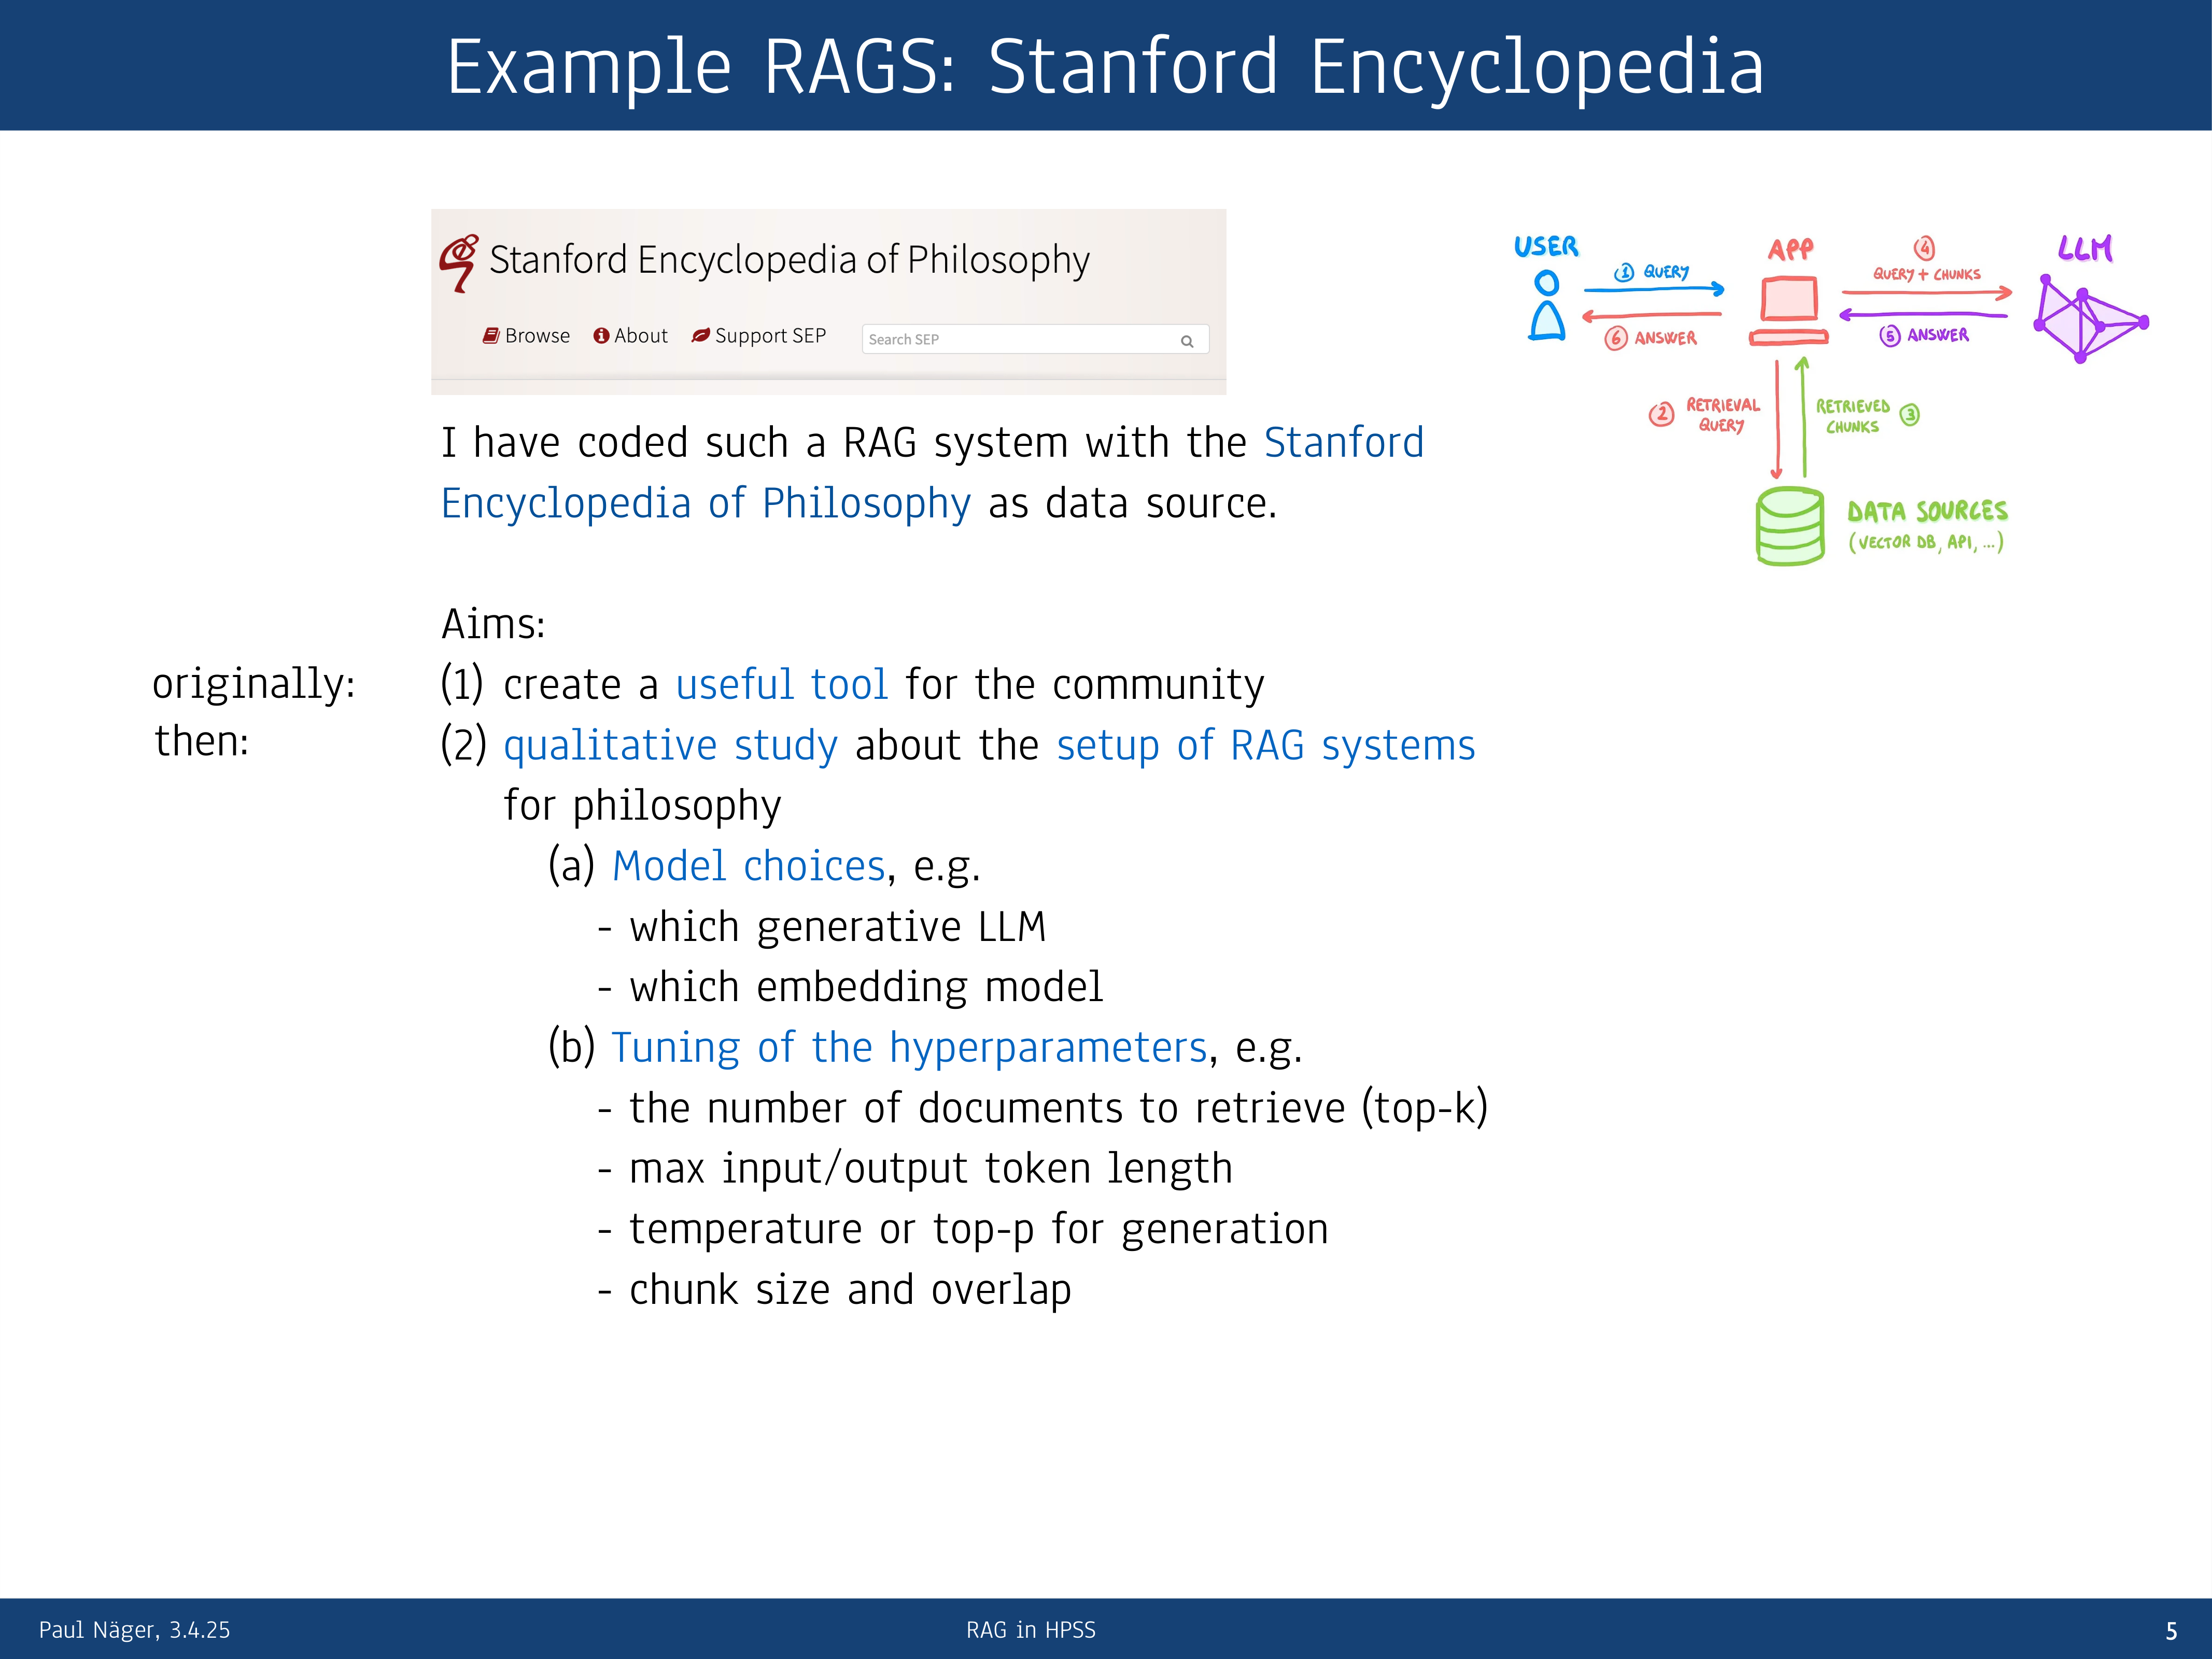 Example RAGS: Stanford Encyclopedia
Stanford Encyclopedia of Philosophy
Browse About Support SEP Search SEP
I have coded such a RAG system with the Stanford
Encyclopedia of Philosophy as data source.
USER
APP
LLM
① QUERY
⑥ ANSWER
④
QUERY + CHUNKS
⑤ ANSWER
② RETRIEVAL
QUERY
RETRIEVED ③
CHUNKS
DATA SOURCES
(VECTOR DB, API, ...)
Aims:
originally: (1) create a useful tool for the community
then: (2) qualitative study about the setup of RAG systems
for philosophy
(a) Model choices, e.g.
- which generative LLM
- which embedding model
(b) Tuning of the hyperparameters, e.g.
- the number of documents to retrieve (top-k)
- max input/output token length
- temperature or top-p for generation
- chunk size and overlap
Paul Näger, 3.4.25 RAG in HPSS 5